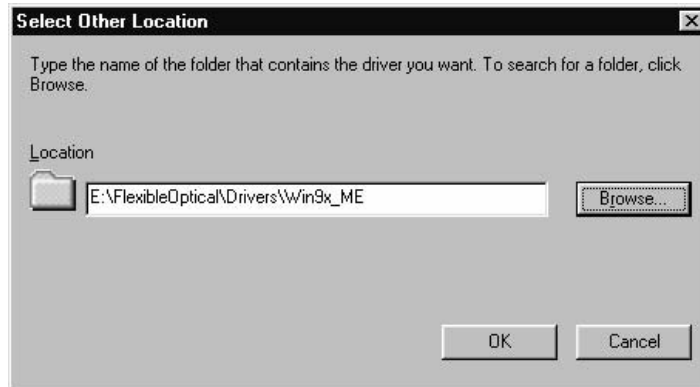 Select Other Location
Type the name of the folder that contains the driver you want. To search for a folder, click
Browse.
Location
E:\FlexibleOptical\Drivers\Win9x_ME
Browse...
OK
Cancel